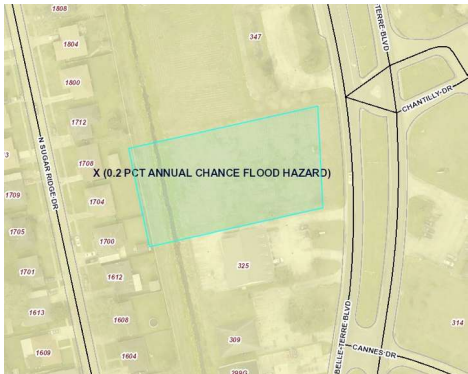 1808
TERRE BLVD
347
1804
1800
CHANTILLY-DR
1712
N SUGAR RIDGE DR
3
1708
X (0.2 PCT ANNUAL CHANCE FLOOD HAZARD)
1709
1704
1705
1700
325
1701
1612
1613
BELLE-TERRE-BLVD
1608
314
309
1609
1604
CANNES-DR
299G